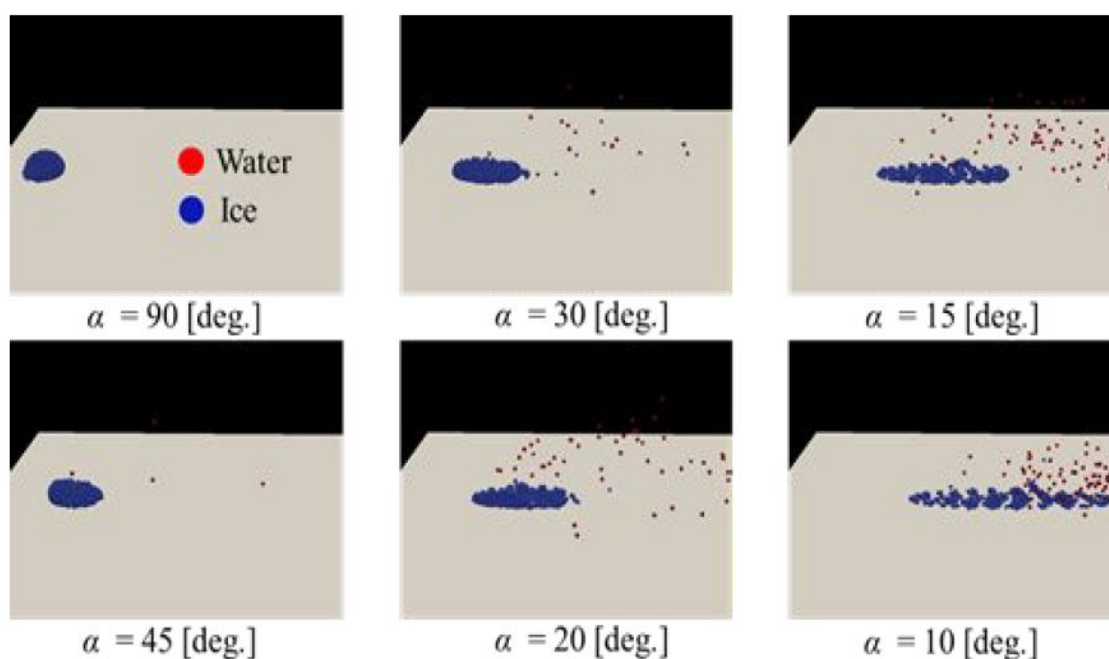 Water
Ice
α = 90 [deg.]
α = 30 [deg.]
α = 15 [deg.]
α = 45 [deg.]
α = 20 [deg.]
α = 10 [deg.]